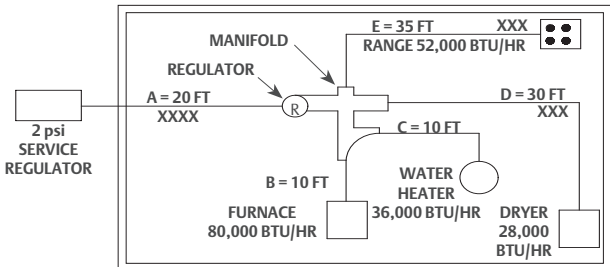 E = 35 FT XXX
RANGE 52,000 BTU/HR
MANIFOLD
REGULATOR
A = 20 FT
XXXX
R
D = 30 FT
XXX
2 psi
SERVICE
REGULATOR
C = 10 FT
B = 10 FT
WATER
HEATER
36,000 BTU/HR
FURNACE
80,000 BTU/HR
DRYER
28,000
BTU/HR